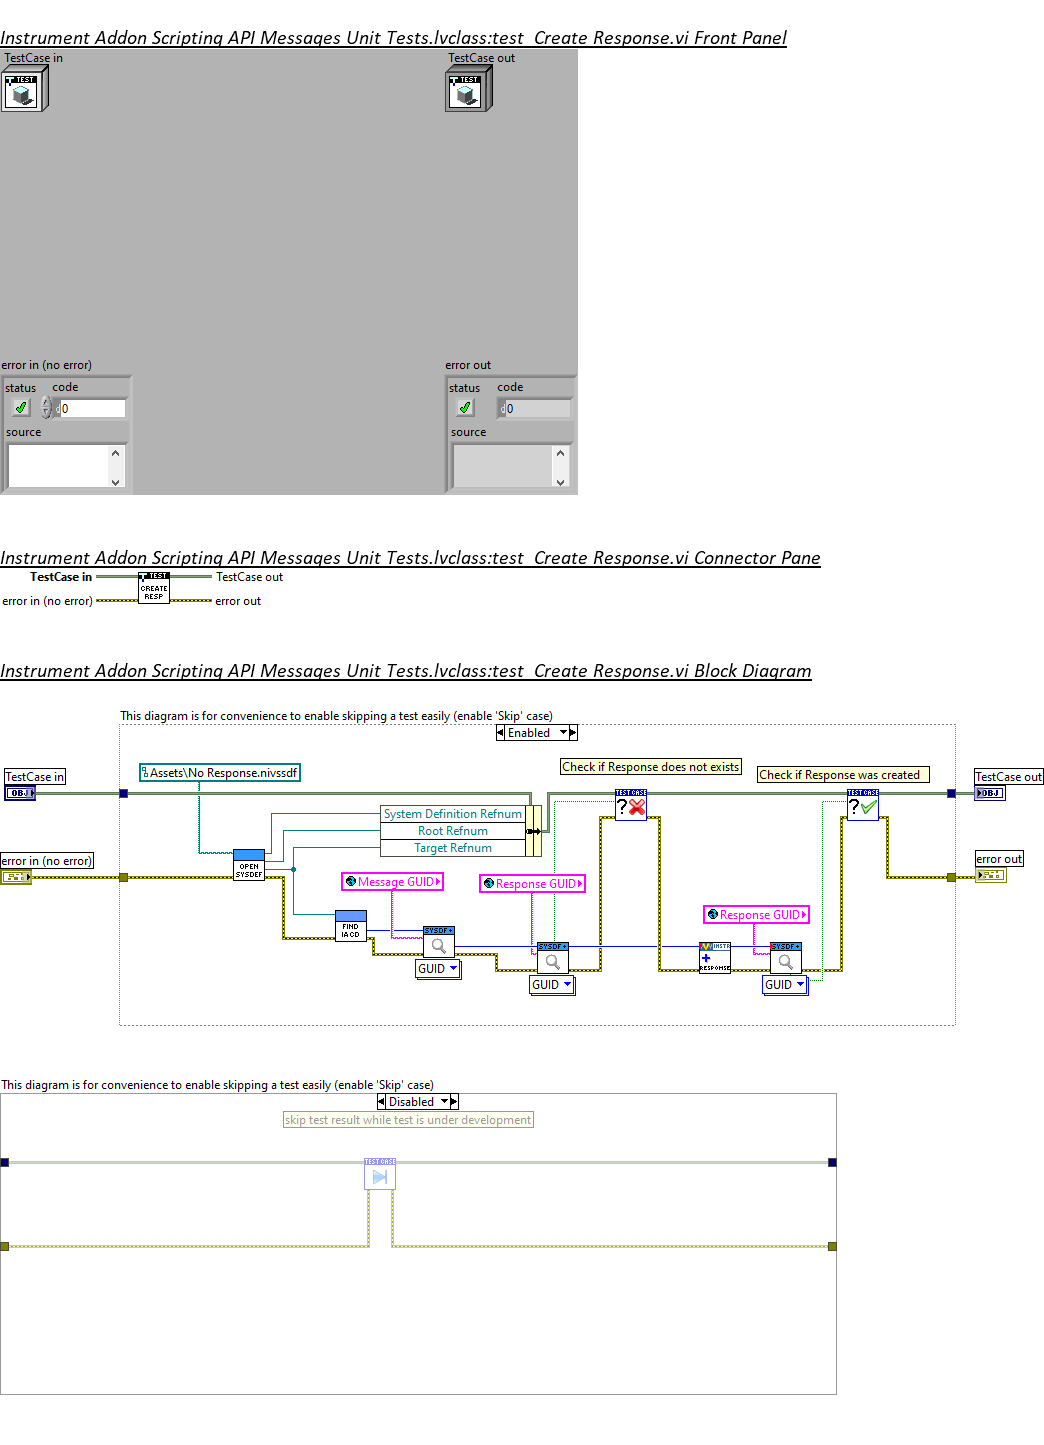 Instrument Addon Scripting API Messages Unit Tests.lvclass:test_Create Response.vi Front Panel
TestCase in
TestCase out
TEST
TEST
error in (no error)
error out
status
code
status
code
d
0
d
0
source
source
Instrument Addon Scripting API Messages Unit Tests.lvclass:test_Create Response.vi Connector Pane
TestCase in
TEST
CREATE
RESP
TestCase out
error in (no error)
error out
Instrument Addon Scripting API Messages Unit Tests.lvclass:test_Create Response.vi Block Diagram
This diagram is for convenience to enable skipping a test easily (enable 'Skip' case)
Enabled
Check if Response does not exists
Check if Response was created
Assets\No Response.nivssdf
TestCase in
OBJ
TestCase out
OBJ
TEST CASE
?
TEST CASE
?
System Definition Refnum
Root Refnum
Target Refnum
error in (no error)
error out
OPEN
SYSDEF
Message GUID
Response GUID
Response GUID
FIND
IA CD
SYSDF
GUID
SYSDF
GUID
INSTR
RESPONSE
SYSDF
GUID
This diagram is for convenience to enable skipping a test easily (enable 'Skip' case)
Disabled
skip test result while test is under development
TEST CASE